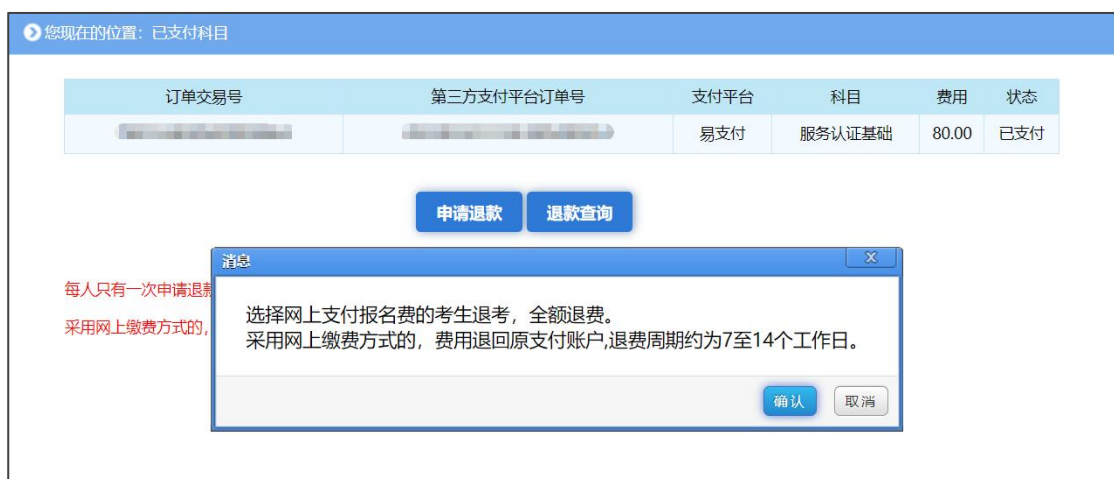 您现在的位置：已支付科目
订单交易号 第三方支付平台订单号 支付平台 科目 费用 状态
易支付 服务认证基础 80.00 已支付
申请退款 退款查询
消息
每人只有一次申请退款
采用网上缴费方式的，
选择网上支付报名费的考生退考，全额退费。
采用网上缴费方式的，费用退回原支付账户,退费周期约为7至14个工作日。
确认 取消